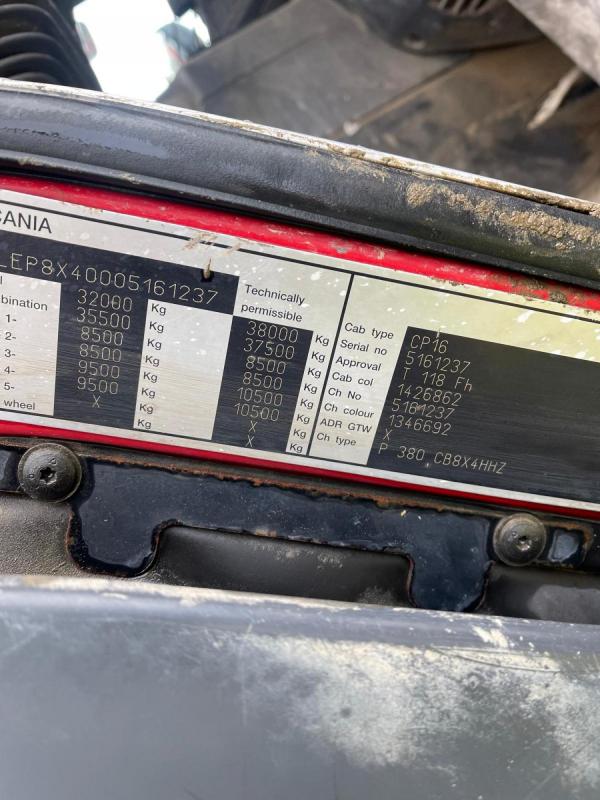 CANIA
EP8X40005161237
mbination
1-
2-
3-
4-
5-
wheel
32000 Kg
35500 Kg
8500 Kg
8500 Kg
9500 Kg
9500 Kg
X Kg
Technically
permissible
38000 Kg
37500 Kg
8500 Kg
8500 Kg
10500 Kg
10500 Kg
X Kg
X Kg
Cab type CP16
Serial no 5161237
Approval T 118 Fh
Cab col 1426862
Ch No 5161237
Ch colour 1346692
ADR GTW X
Ch type P 380 CB8X4HHZ